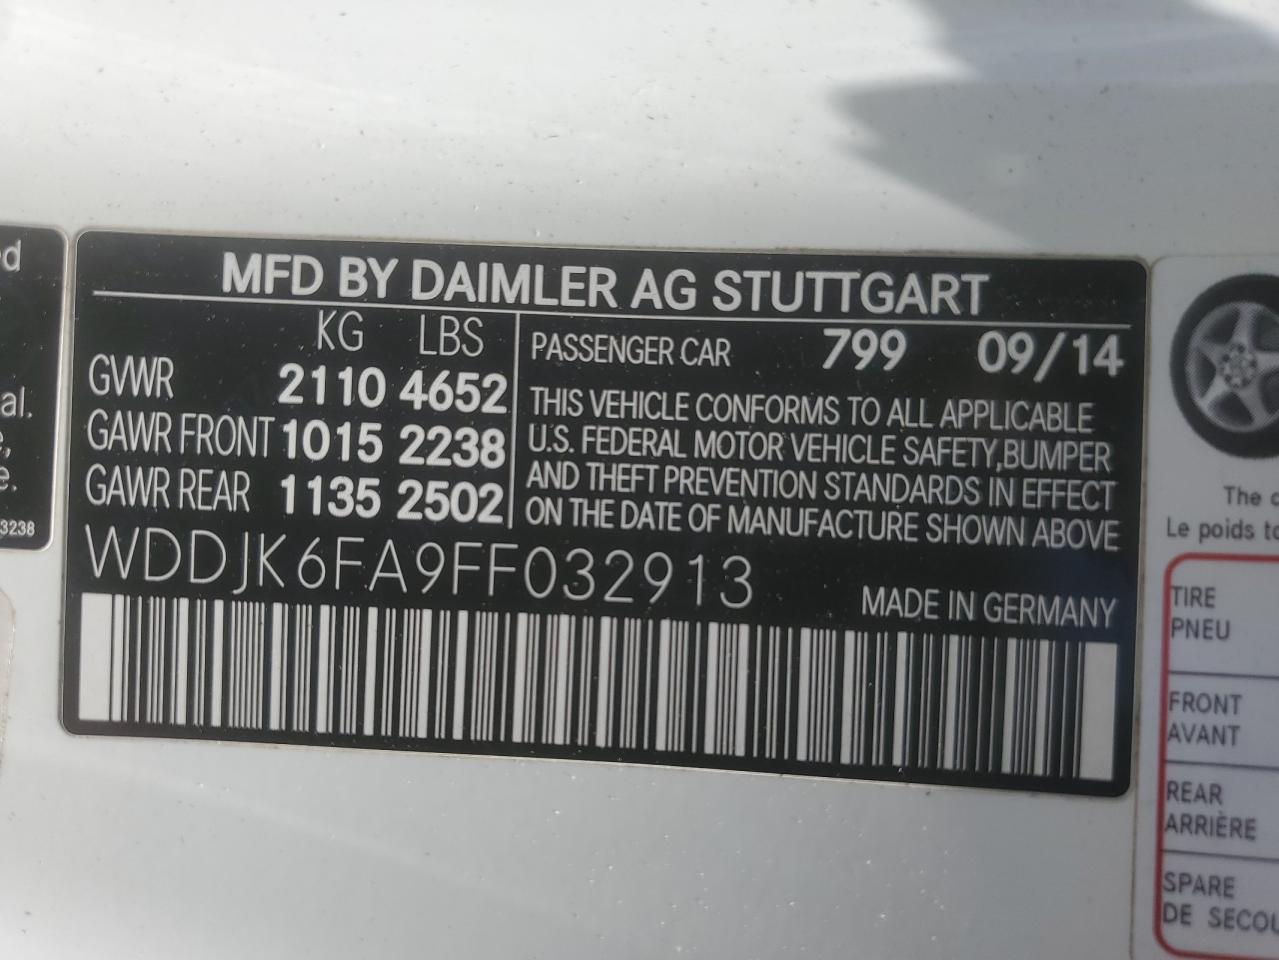 MFD BY DAIMLER AG STUTTGART
KG LBS
GVWR 2110 4652
GAWR FRONT 1015 2238
GAWR REAR 1135 2502
PASSENGER CAR 799 09/14
THIS VEHICLE CONFORMS TO ALL APPLICABLE
U.S. FEDERAL MOTOR VEHICLE SAFETY,BUMPER
AND THEFT PREVENTION STANDARDS IN EFFECT
ON THE DATE OF MANUFACTURE SHOWN ABOVE
WDDJK6FA9FF032913
MADE IN GERMANY
3238
The
Le poids
TIRE
PNEU
FRONT
AVANT
REAR
ARRIÈRE
SPARE
DE